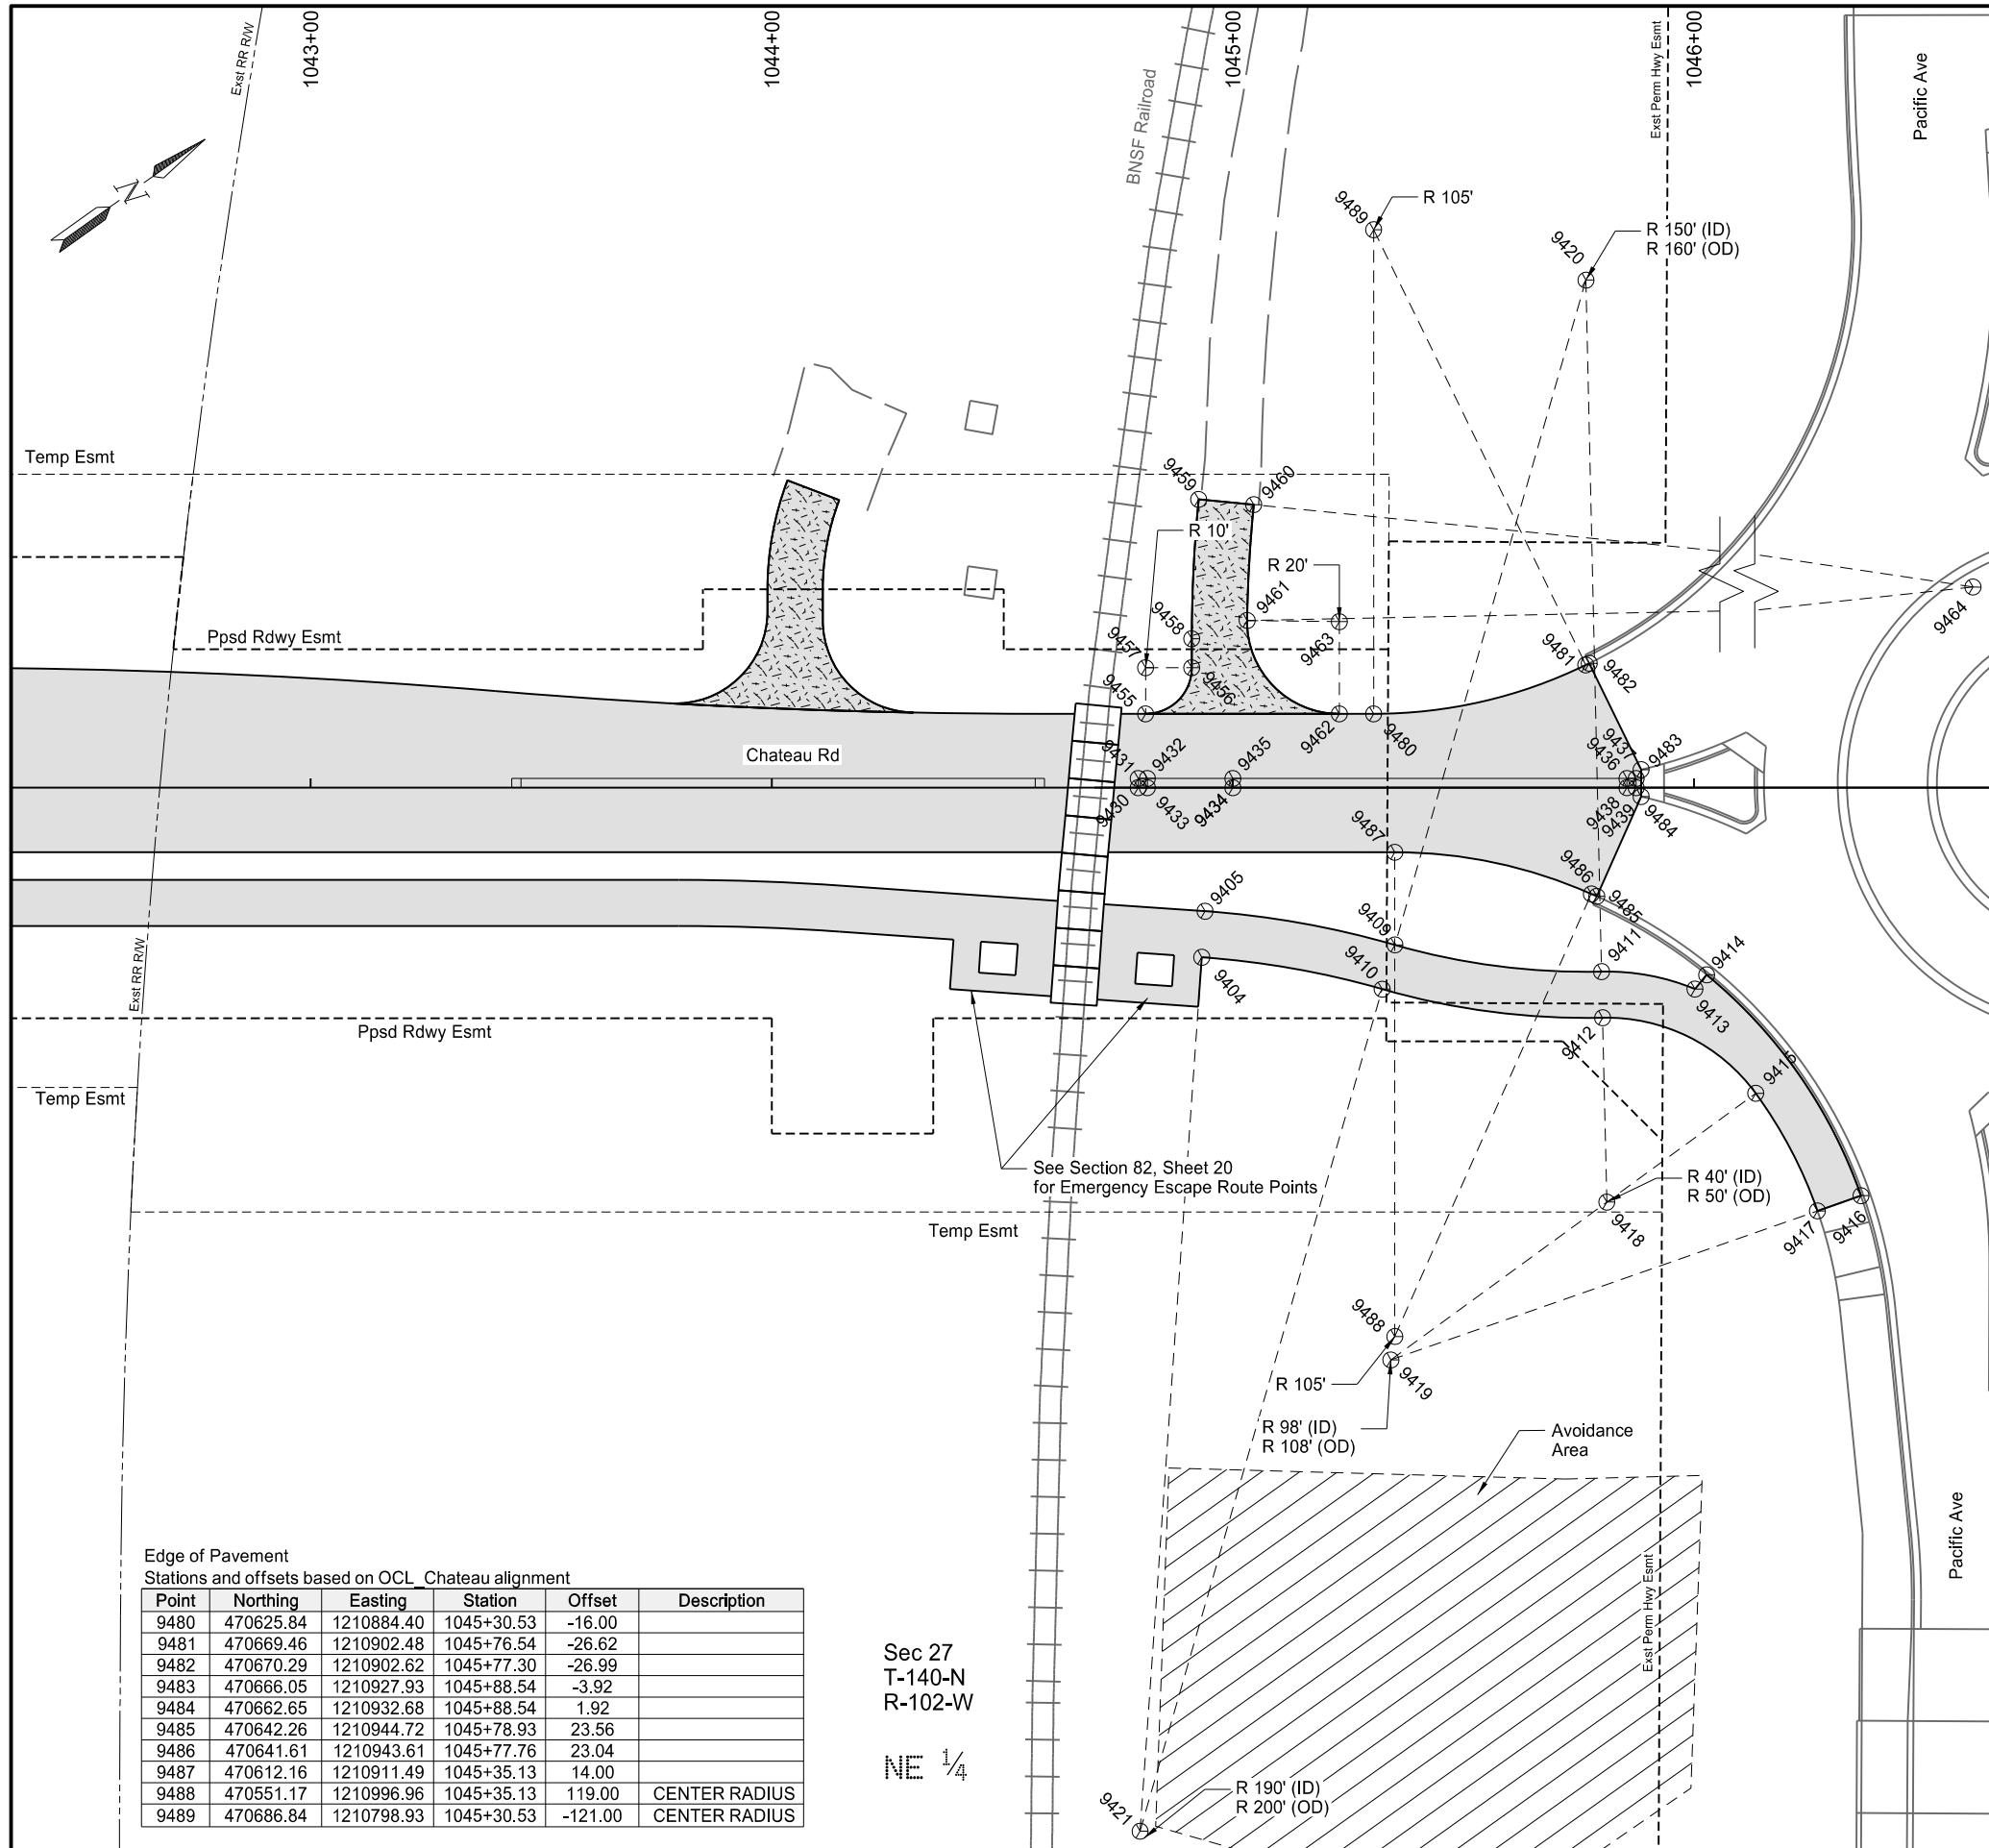 Exst RR R/W
1043+00
1044+00
1045+00
1046+00
Exst Perm Hwy Esmt
Pacific Ave
BNSF Railroad
N
9489
R 105'
9420
R 150' (ID)
R 160' (OD)
Temp Esmt
9459
9460
R 10'
R 20'
9461
9458
9463
9457
9464
Ppsd Rdwy Esmt
9481
9482
9456
9455
9462
9480
Chateau Rd
9431
9432
9435
9437
9436
9483
9430
9433
9434
9438
9439
9484
9487
9486
9485
9405
9409
9411
9414
9410
9404
9413
9412
Exst RR R/W
Ppsd Rdwy Esmt
9415
Temp Esmt
See Section 82, Sheet 20
for Emergency Escape Route Points
R 40' (ID)
R 50' (OD)
Temp Esmt
9418
9417
9416
9488
R 105'
9419
R 98' (ID)
R 108' (OD)
Avoidance
Area
Pacific Ave
Exst Perm Hwy Esmt
Edge of Pavement
Stations and offsets based on OCL_Chateau alignment
Point Northing Easting Station Offset Description
9480 470625.84 1210884.40 1045+30.53 -16.00
9481 470669.46 1210902.48 1045+76.54 -26.62
9482 470670.29 1210902.62 1045+77.30 -26.99
9483 470666.05 1210927.93 1045+88.54 -3.92
9484 470662.65 1210932.68 1045+88.54 1.92
9485 470642.26 1210944.72 1045+78.93 23.56
9486 470641.61 1210943.61 1045+77.76 23.04
9487 470612.16 1210911.49 1045+35.13 14.00
9488 470551.17 1210996.96 1045+35.13 119.00 CENTER RADIUS
9489 470686.84 1210798.93 1045+30.53 -121.00 CENTER RADIUS
Sec 27
T-140-N
R-102-W
NE 1/4
R 190' (ID)
R 200' (OD)
9421